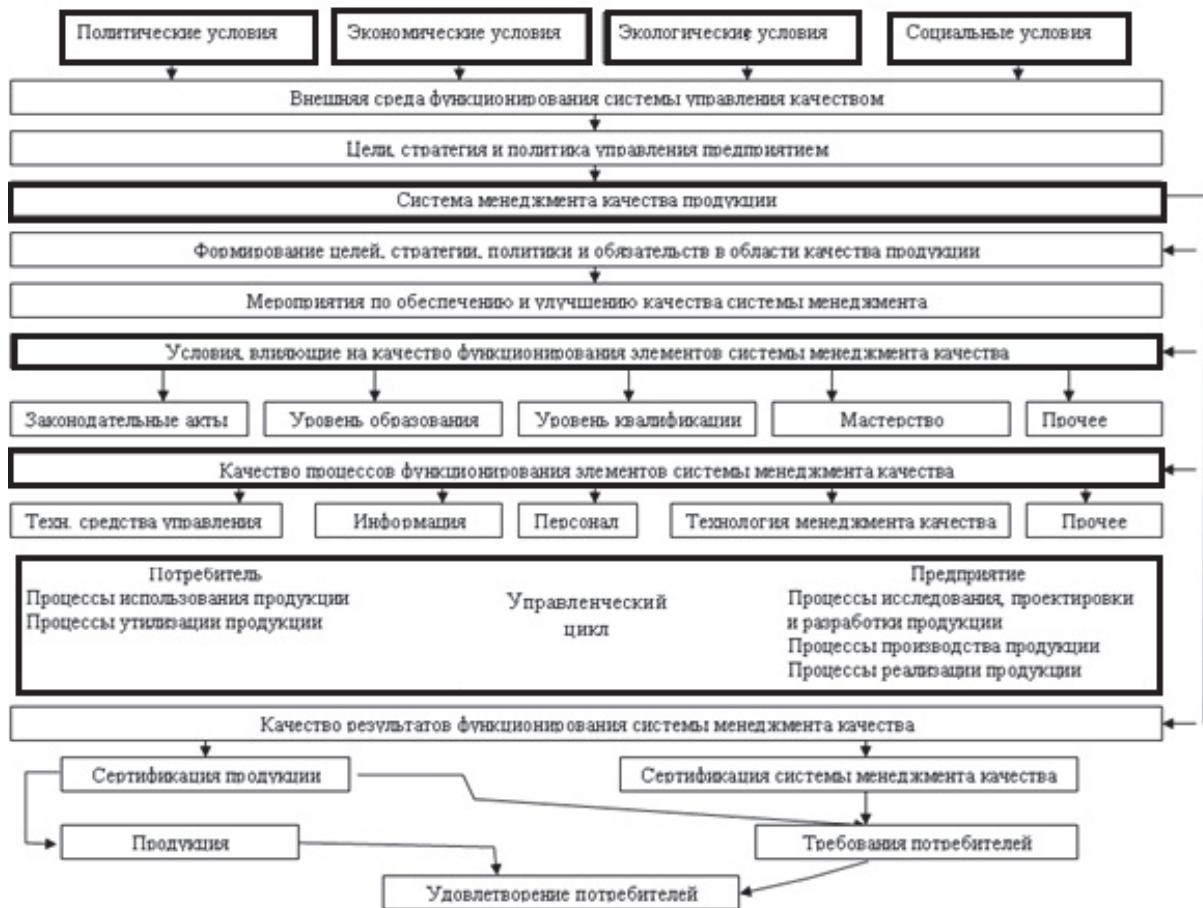 Политические условия
Экономические условия
Экологические условия
Социальные условия
Внешняя среда функционирования системы управления качеством
Цели, стратегия и политика управления предприятием
Система менеджмента качества продукции
Формирование целей, стратегии, политики и обязательств в области качества продукции
Мероприятия по обеспечению и улучшению качества системы менеджмента
Условия, влияющие на качество функционирования элементов системы менеджмента качества
Законодательные акты
Уровень образования
Уровень квалификации
Мастерство
Прочее
Качество процессов функционирования элементов системы менеджмента качества
Техн. средства управления
Информация
Персонал
Технология менеджмента качества
Прочее
Потребитель
Процессы использования продукции
Процессы утилизации продукции
Управленческий
цикл
Предприятие
Процессы исследования, проектировки
и разработки продукции
Процессы производства продукции
Процессы реализации продукции
Качество результатов функционирования системы менеджмента качества
Сертификация продукции
Сертификация системы менеджмента качества
Продукция
Требования потребителей
Удовлетворение потребителей